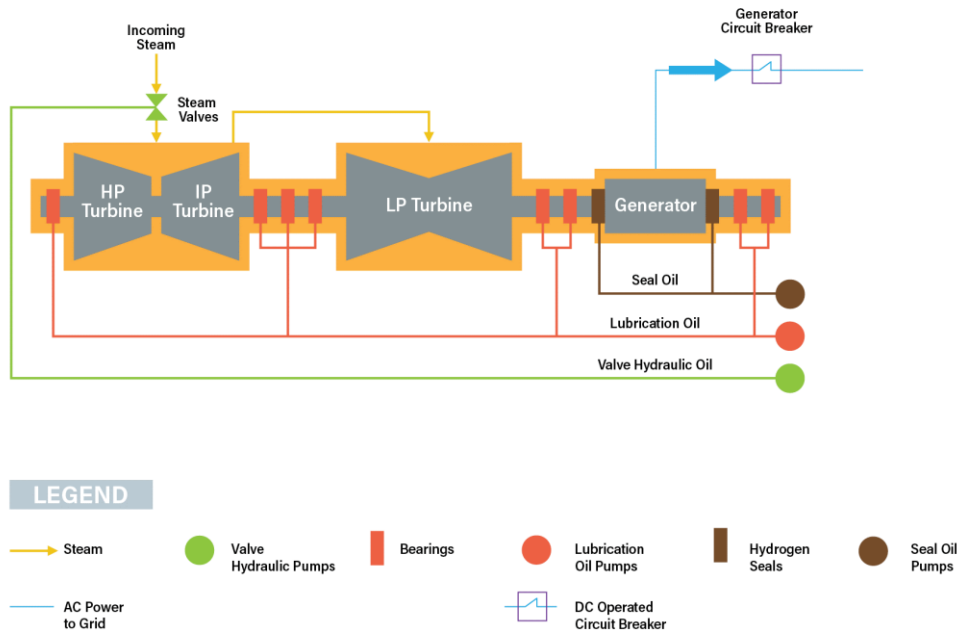 Generator
Circuit Breaker
Incoming
Steam
Steam
Valves
HP
Turbine
IP
Turbine
LP Turbine
Generator
Seal Oil
Lubrication Oil
Valve Hydraulic Oil
LEGEND
Steam
Valve
Hydraulic Pumps
Bearings
Lubrication
Oil Pumps
Hydrogen
Seals
Seal Oil
Pumps
AC Power
to Grid
DC Operated
Circuit Breaker